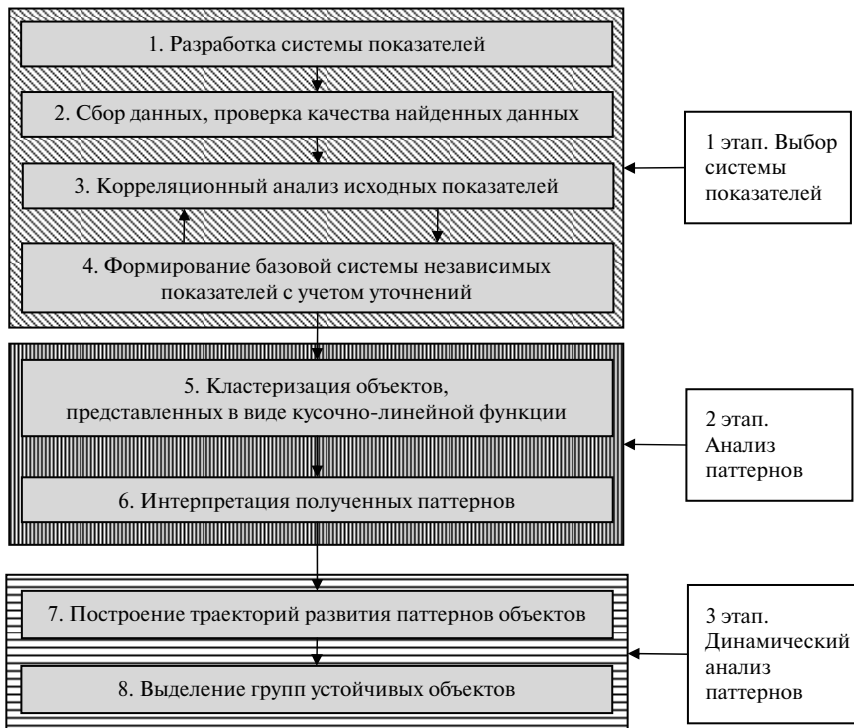 1. Разработка системы показателей
2. Сбор данных, проверка качества найденных данных
3. Корреляционный анализ исходных показателей
4. Формирование базовой системы независимых
показателей с учетом уточнений
1 этап. Выбор
системы
показателей
5. Кластеризация объектов,
представленных в виде кусочно-линейной функции
6. Интерпретация полученных паттернов
2 этап.
Анализ
паттернов
7. Построение траекторий развития паттернов объектов
8. Выделение групп устойчивых объектов
3 этап.
Динамический
анализ
паттернов